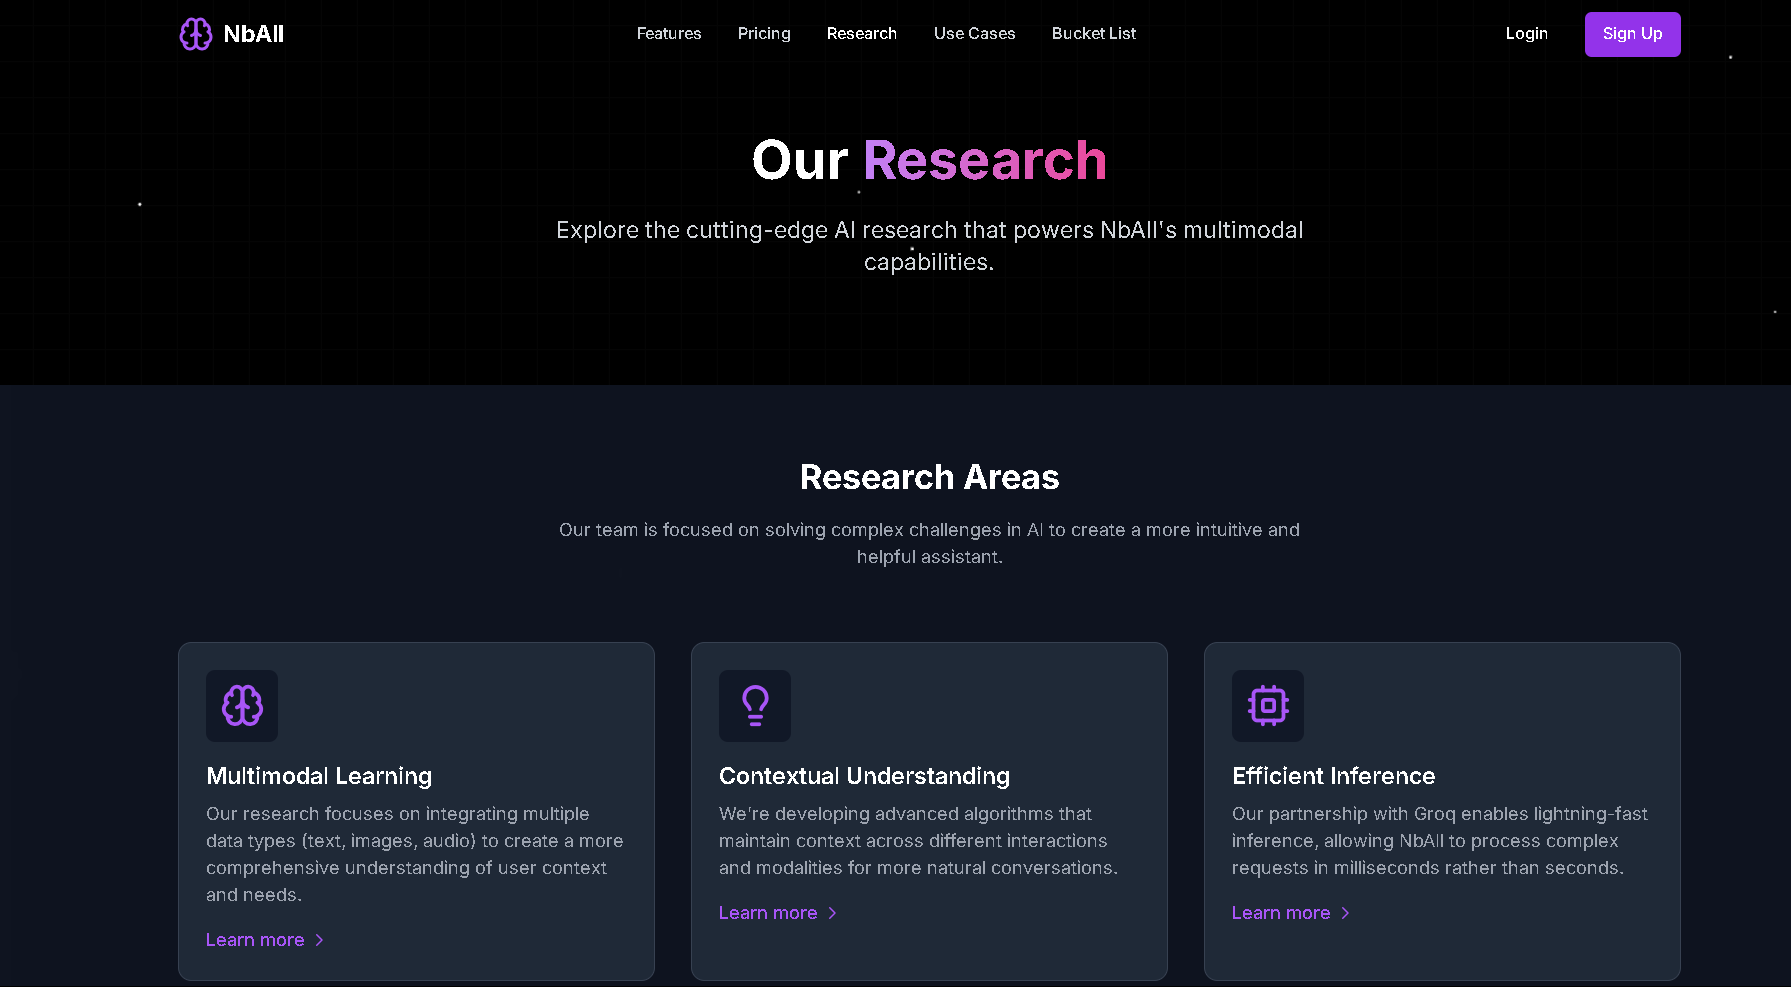 NbAll
Features
Pricing
Research
Use Cases
Bucket List
Login
Sign Up
Our Research
Explore the cutting-edge AI research that powers NbAll's multimodal
capabilities.
Research Areas
Our team is focused on solving complex challenges in AI to create a more intuitive and
helpful assistant.
Multimodal Learning
Our research focuses on integrating multiple
data types (text, images, audio) to create a more
comprehensive understanding of user context
and needs.
Learn more
Contextual Understanding
We're developing advanced algorithms that
maintain context across different interactions
and modalities for more natural conversations.
Learn more
Efficient Inference
Our partnership with Groq enables lightning-fast
inference, allowing NbAll to process complex
requests in milliseconds rather than seconds.
Learn more